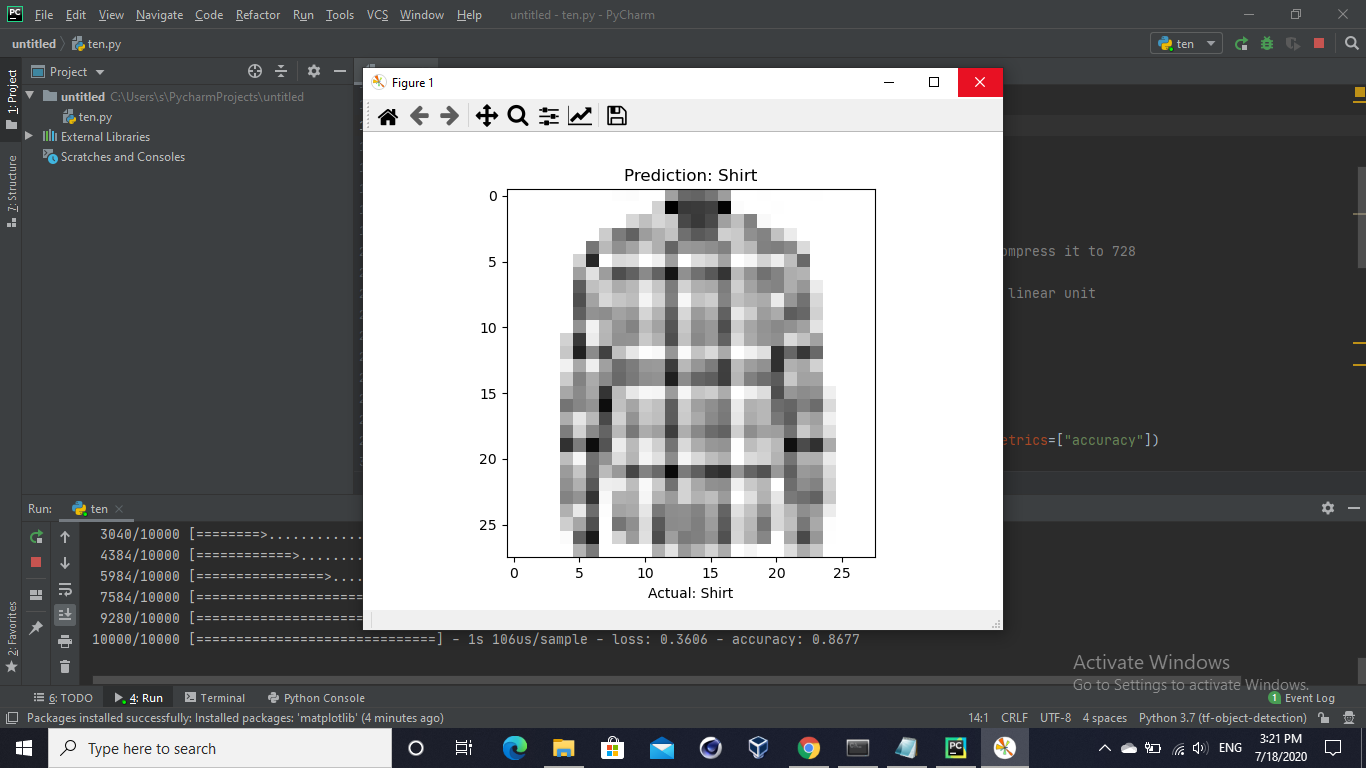 File Edit View Navigate Code Refactor Run Tools VCS Window Help untitled - ten.py - PyCharm
untitled ten.py
ten
1: Project
Project
untitled C:\Users\s\PycharmProjects\untitled
ten.py
External Libraries
Scratches and Consoles
7: Structure
2: Favorites
Figure 1
Prediction: Shirt
0
5
10
15
20
25
0 5 10 15 20 25
Actual: Shirt
ompress it to 728
linear unit
etrics=["accuracy"])
Run: ten
3040/10000 [========>............
4384/10000 [============>........
5984/10000 [================>....
7584/10000 [=====================
9280/10000 [=====================
10000/10000 [==============================] - 1s 106us/sample - loss: 0.3606 - accuracy: 0.8677
Activate Windows
Go to Settings to activate Windows.
6: TODO 4: Run Terminal Python Console 1 Event Log
Packages installed successfully: Installed packages: 'matplotlib' (4 minutes ago) 14:1 CRLF UTF-8 4 spaces Python 3.7 (tf-object-detection)
Type here to search
ENG
3:21 PM
7/18/2020